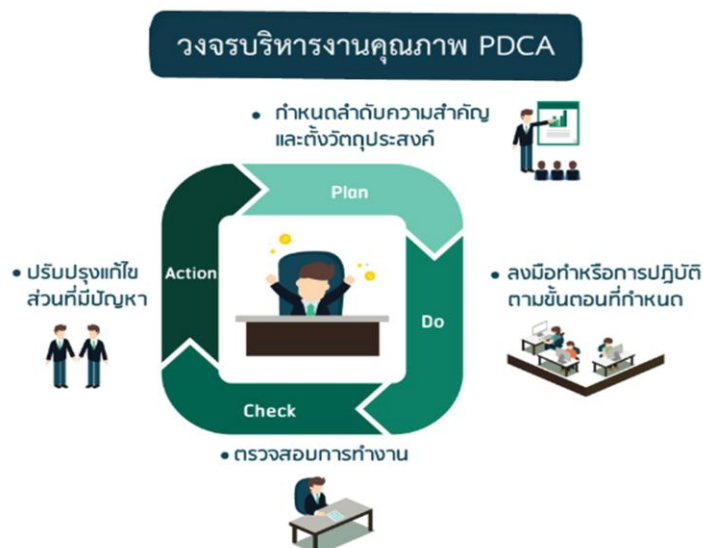 วงจรบริหารงานคุณภาพ PDCA
• กำหนดลำดับความสำคัญ
และตั้งวัตถุประสงค์
Plan
• ปรับปรุงแก้ไข
ส่วนที่มีปัญหา
Action
Do
• ลงมือทำหรือการปฏิบัติ
ตามขั้นตอนที่กำหนด
Check
• ตรวจสอบการทำงาน